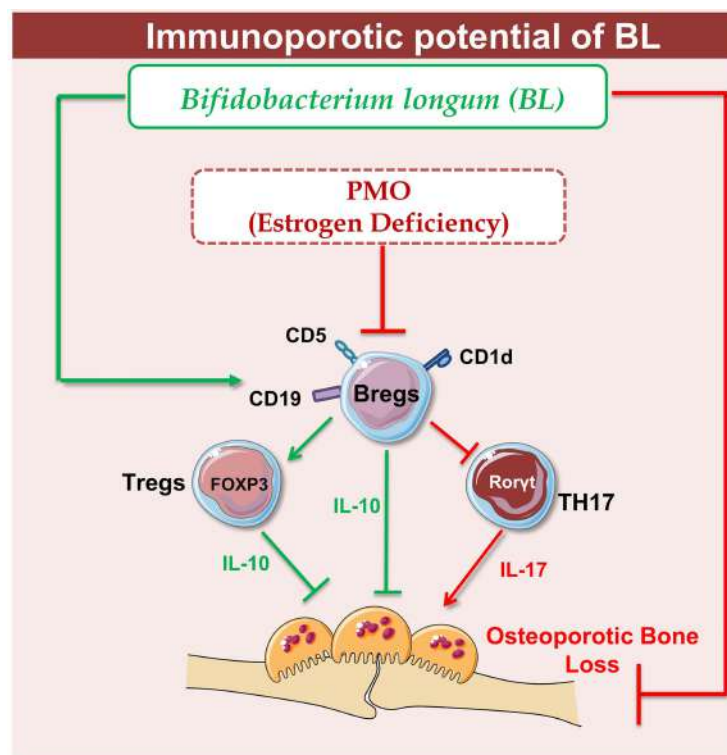 Immunoporotic potential of BL
Bifidobacterium longum (BL)
PMO
(Estrogen Deficiency)
CD5
CD1d
CD19
Bregs
Tregs
FOXP3
IL-10
Rorγt
TH17
IL-10
IL-17
Osteoporotic Bone
Loss